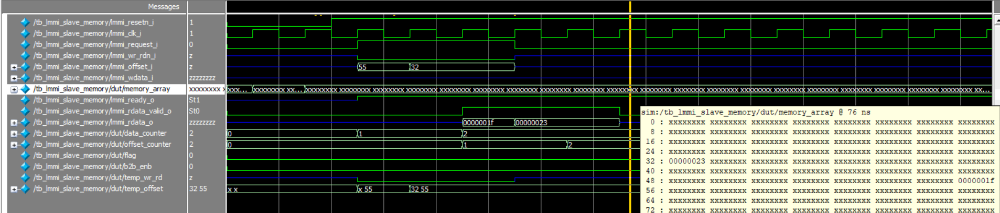 Messages
/tb_lmmi_slave_memory/lmmi_resetn_i 1
/tb_lmmi_slave_memory/lmmi_clk_i 1
/tb_lmmi_slave_memory/lmmi_request_i 0
/tb_lmmi_slave_memory/lmmi_wr_rdn_i z
/tb_lmmi_slave_memory/lmmi_offset_i z 55 32
/tb_lmmi_slave_memory/lmmi_wdata_i zzzzzzzz
/tb_lmmi_slave_memory/dut/memory_array xxxxxxxx x xxx... xxxxxxxx xx... xxxxxxxx xxxxxxxx xxxxxxxx xxxxxxxx xxxxxxxx xxxxxxxx xxxxxxxx xxxxxxxx xxxxxxxx xxxxxxxx xxxxxxxx xxxxxxxx xxxxxxxx xxxxxxxx xxxxxxxx xxxxxxxx xxxxxxxx xxxxxxxx xxxxxxxx xxxxxxxx xx...
/tb_lmmi_slave_memory/lmmi_ready_o St1
/tb_lmmi_slave_memory/lmmi_rdata_valid_o St0
/tb_lmmi_slave_memory/lmmi_rdata_o zzzzzzzz 0000001f 00000023
/tb_lmmi_slave_memory/dut/data_counter 2 0 1 2
/tb_lmmi_slave_memory/dut/offset_counter 2 0 1 2
/tb_lmmi_slave_memory/dut/flag 0
/tb_lmmi_slave_memory/dut/b2b_enb 0
/tb_lmmi_slave_memory/dut/temp_wr_rd z
/tb_lmmi_slave_memory/dut/temp_offset 32 55 x x x 55 32 55
sim:/tb_lmmi_slave_memory/dut/memory_array @ 76 ns
0 : xxxxxxxx xxxxxxxx xxxxxxxx xxxxxxxx xxxxxxxx xxxxxxxx xxxxxxxx xxxxxxxx
8 : xxxxxxxx xxxxxxxx xxxxxxxx xxxxxxxx xxxxxxxx xxxxxxxx xxxxxxxx xxxxxxxx
16 : xxxxxxxx xxxxxxxx xxxxxxxx xxxxxxxx xxxxxxxx xxxxxxxx xxxxxxxx xxxxxxxx
24 : xxxxxxxx xxxxxxxx xxxxxxxx xxxxxxxx xxxxxxxx xxxxxxxx xxxxxxxx xxxxxxxx
32 : 00000023 xxxxxxxx xxxxxxxx xxxxxxxx xxxxxxxx xxxxxxxx xxxxxxxx xxxxxxxx
40 : xxxxxxxx xxxxxxxx xxxxxxxx xxxxxxxx xxxxxxxx xxxxxxxx xxxxxxxx xxxxxxxx
48 : xxxxxxxx xxxxxxxx xxxxxxxx xxxxxxxx xxxxxxxx xxxxxxxx xxxxxxxx 0000001f
56 : xxxxxxxx xxxxxxxx xxxxxxxx xxxxxxxx xxxxxxxx xxxxxxxx xxxxxxxx xxxxxxxx
64 : xxxxxxxx xxxxxxxx xxxxxxxx xxxxxxxx xxxxxxxx xxxxxxxx xxxxxxxx xxxxxxxx
72 : xxxxxxxx xxxxxxxx xxxxxxxx xxxxxxxx xxxxxxxx xxxxxxxx xxxxxxxx xxxxxxxx